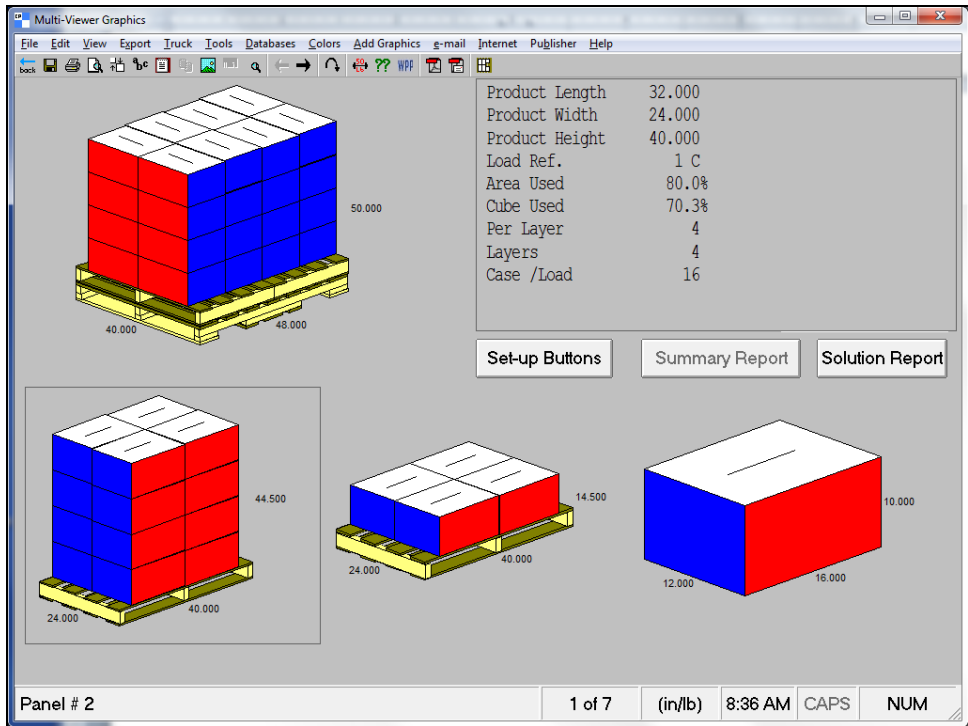 Multi-Viewer Graphics
File Edit View Export Truck Tools Databases Colors Add Graphics e-mail Internet Publisher Help
back abc SO LO ?? WPF
Product Length 32.000
Product Width 24.000
Product Height 40.000
Load Ref. 1 C
Area Used 80.0%
Cube Used 70.3%
Per Layer 4
Layers 4
Case /Load 16
50.000
40.000
48.000
Set-up Buttons Summary Report Solution Report
44.500
24.000
40.000
14.500
24.000
40.000
10.000
12.000
16.000
Panel # 2 1 of 7 (in/lb) 8:36 AM CAPS NUM